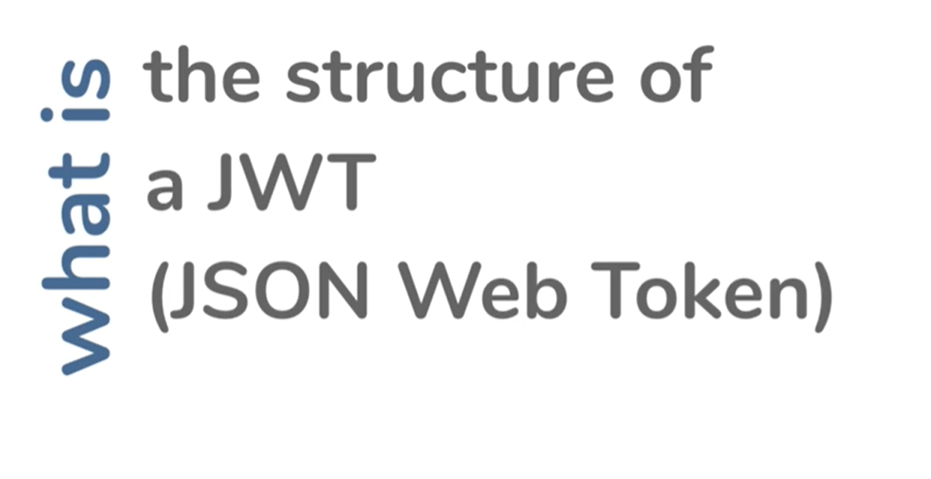 what is
the structure of
a JWT
(JSON Web Token)